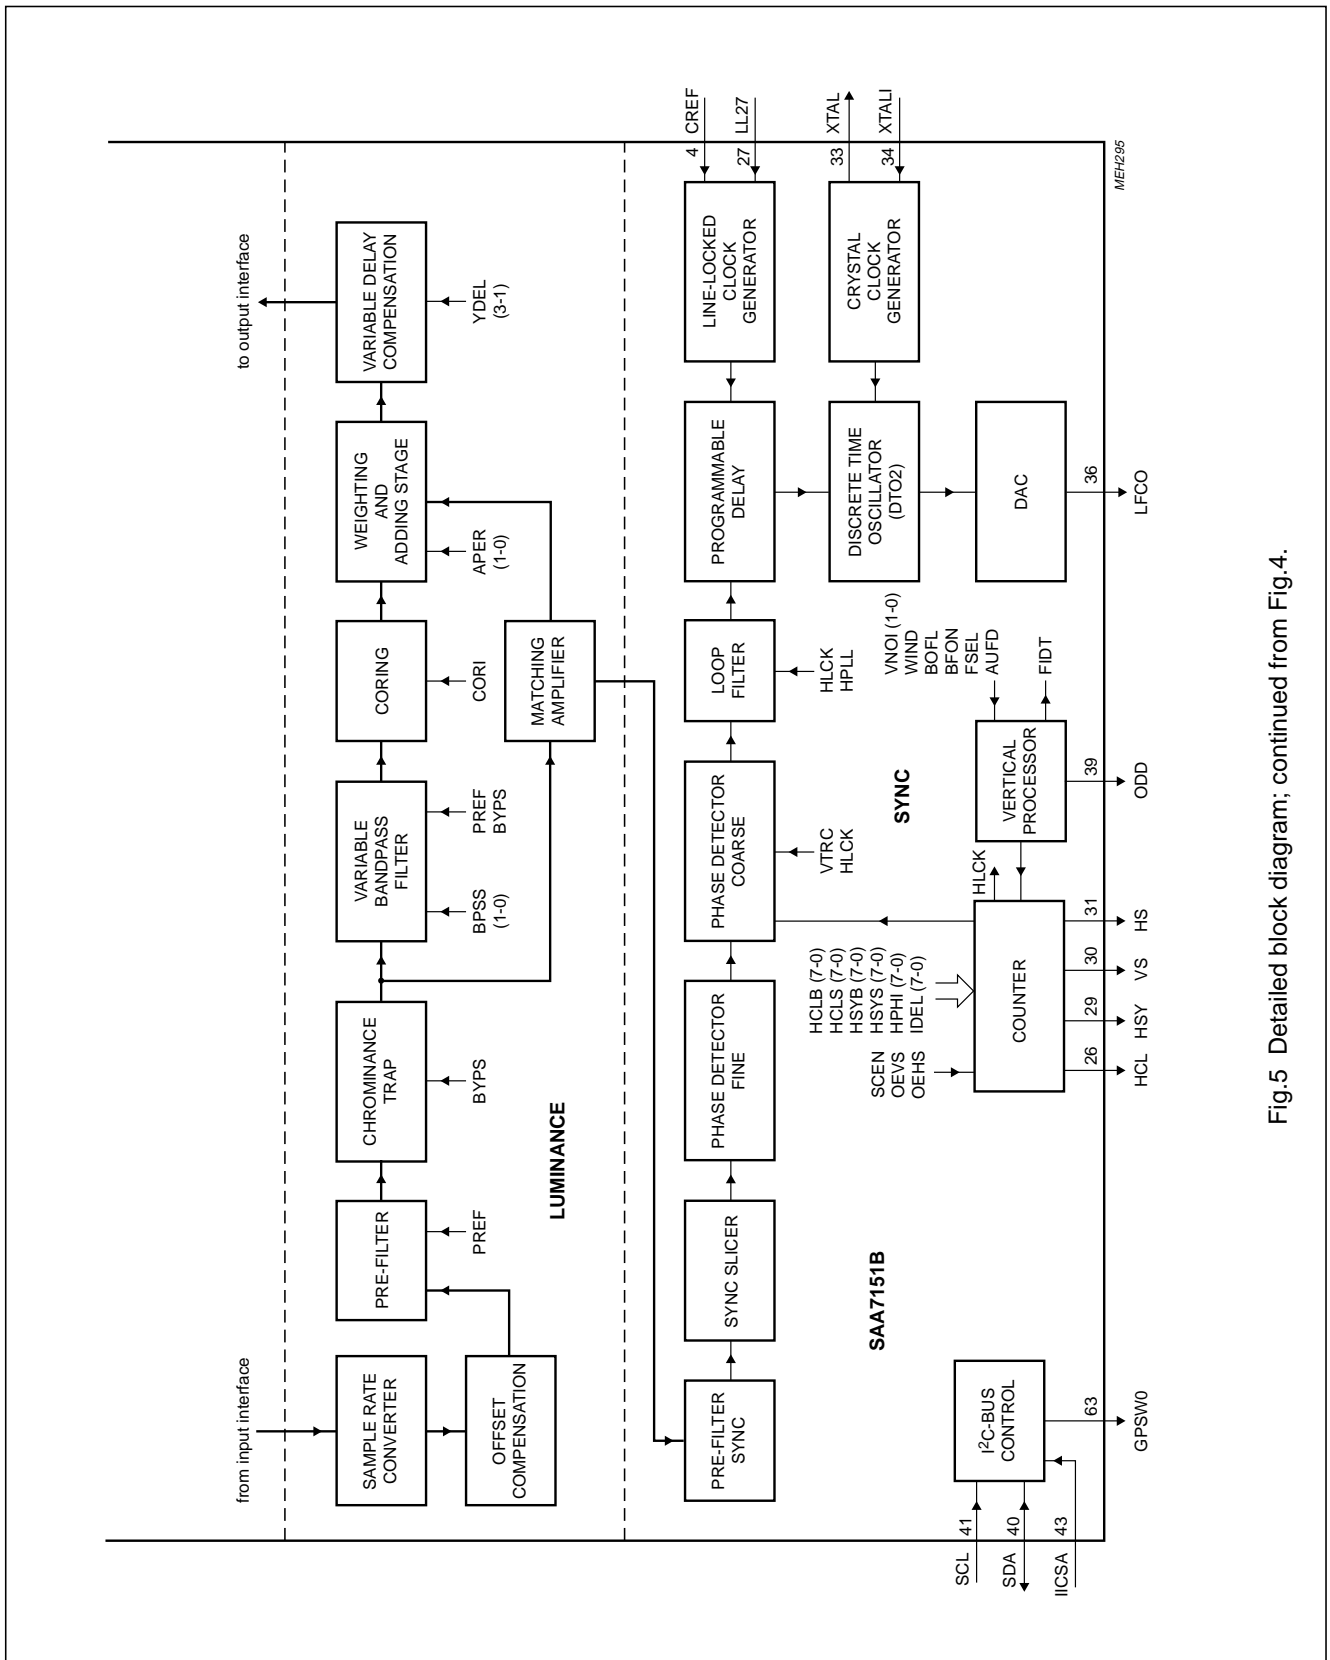 from input interface
to output interface
SAMPLE RATE
CONVERTER
OFFSET
COMPENSATION
PRE-FILTER
PREF
CHROMINANCE
TRAP
BYPS
VARIABLE
BANDPASS
FILTER
BPSS
(1-0)
PREF
BYPS
CORING
CORI
WEIGHTING
AND
ADDING STAGE
APER
(1-0)
VARIABLE DELAY
COMPENSATION
YDEL
(3-1)
MATCHING
AMPLIFIER
LUMINANCE
PRE-FILTER
SYNC
SYNC SLICER
PHASE DETECTOR
FINE
PHASE DETECTOR
COARSE
VTRC
HLCK
LOOP
FILTER
HLCK
HPLL
PROGRAMMABLE
DELAY
LINE-LOCKED
CLOCK
GENERATOR
4 CREF
27 LL27
DISCRETE TIME
OSCILLATOR
(DTO2)
CRYSTAL
CLOCK
GENERATOR
33 XTAL
34 XTALI
DAC
36
LFCO
SAA7151B
SYNC
HCLB (7-0)
HCLS (7-0)
HSYB (7-0)
HSYS (7-0)
HPHI (7-0)
IDEL (7-0)
SCEN
OEVS
OEHS
COUNTER
HLCK
VNOI (1-0)
WIND
BOFL
BFON
FSEL
AUFD
FIDT
VERTICAL
PROCESSOR
39
ODD
26
HCL
29
HSY
30
VS
31
HS
SCL 41
SDA 40
IICSA 43
I²C-BUS
CONTROL
63
GPSW0
MEH295
Fig.5 Detailed block diagram; continued from Fig.4.